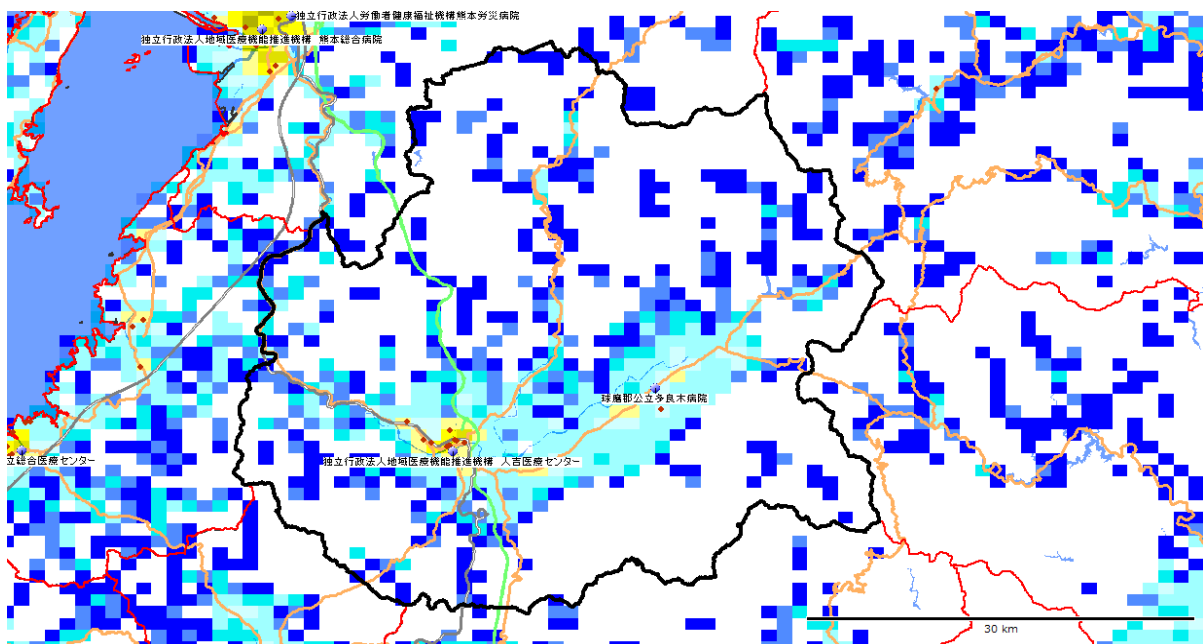 独立行政法人労働者健康福祉機構熊本労災病院
独立行政法人地域医療機能推進機構 熊本総合病院
球磨郡公立多良木病院
立総合医療センター
独立行政法人地域医療機能推進機構 人吉医療センター
30 km